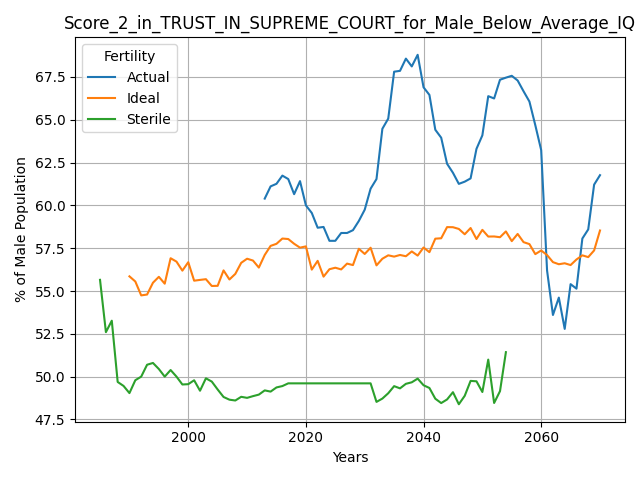 Score_2_in_TRUST_IN_SUPREME_COURT_for_Male_Below_Average_IQ
Fertility
Actual
Ideal
Sterile
% of Male Population
67.5
65.0
62.5
60.0
57.5
55.0
52.5
50.0
47.5
2000
2020
2040
2060
Years